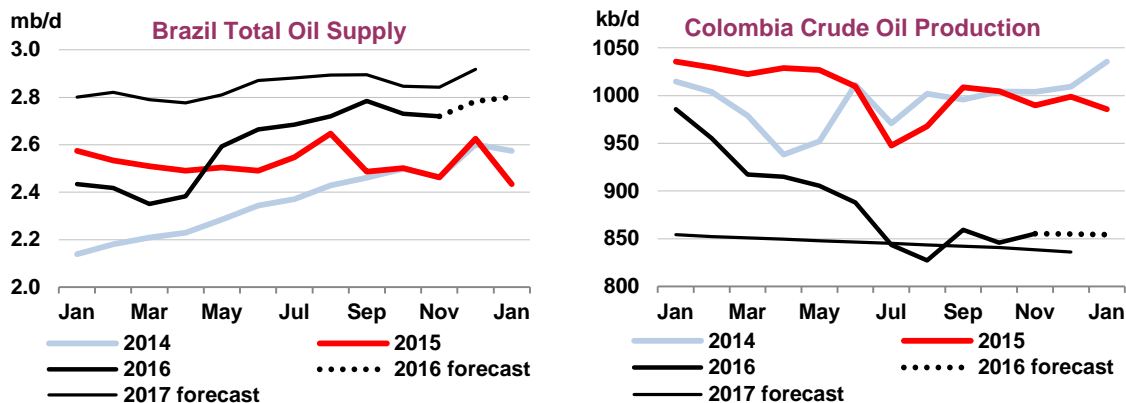 mb/d
Brazil Total Oil Supply
3.0
2.8
2.6
2.4
2.2
2.0
Jan Mar May Jul Sep Nov Jan
2014 2015
2016 2016 forecast
2017 forecast
kb/d
Colombia Crude Oil Production
1050
1000
950
900
850
800
Jan Mar May Jul Sep Nov Jan
2014 2015
2016 2016 forecast
2017 forecast